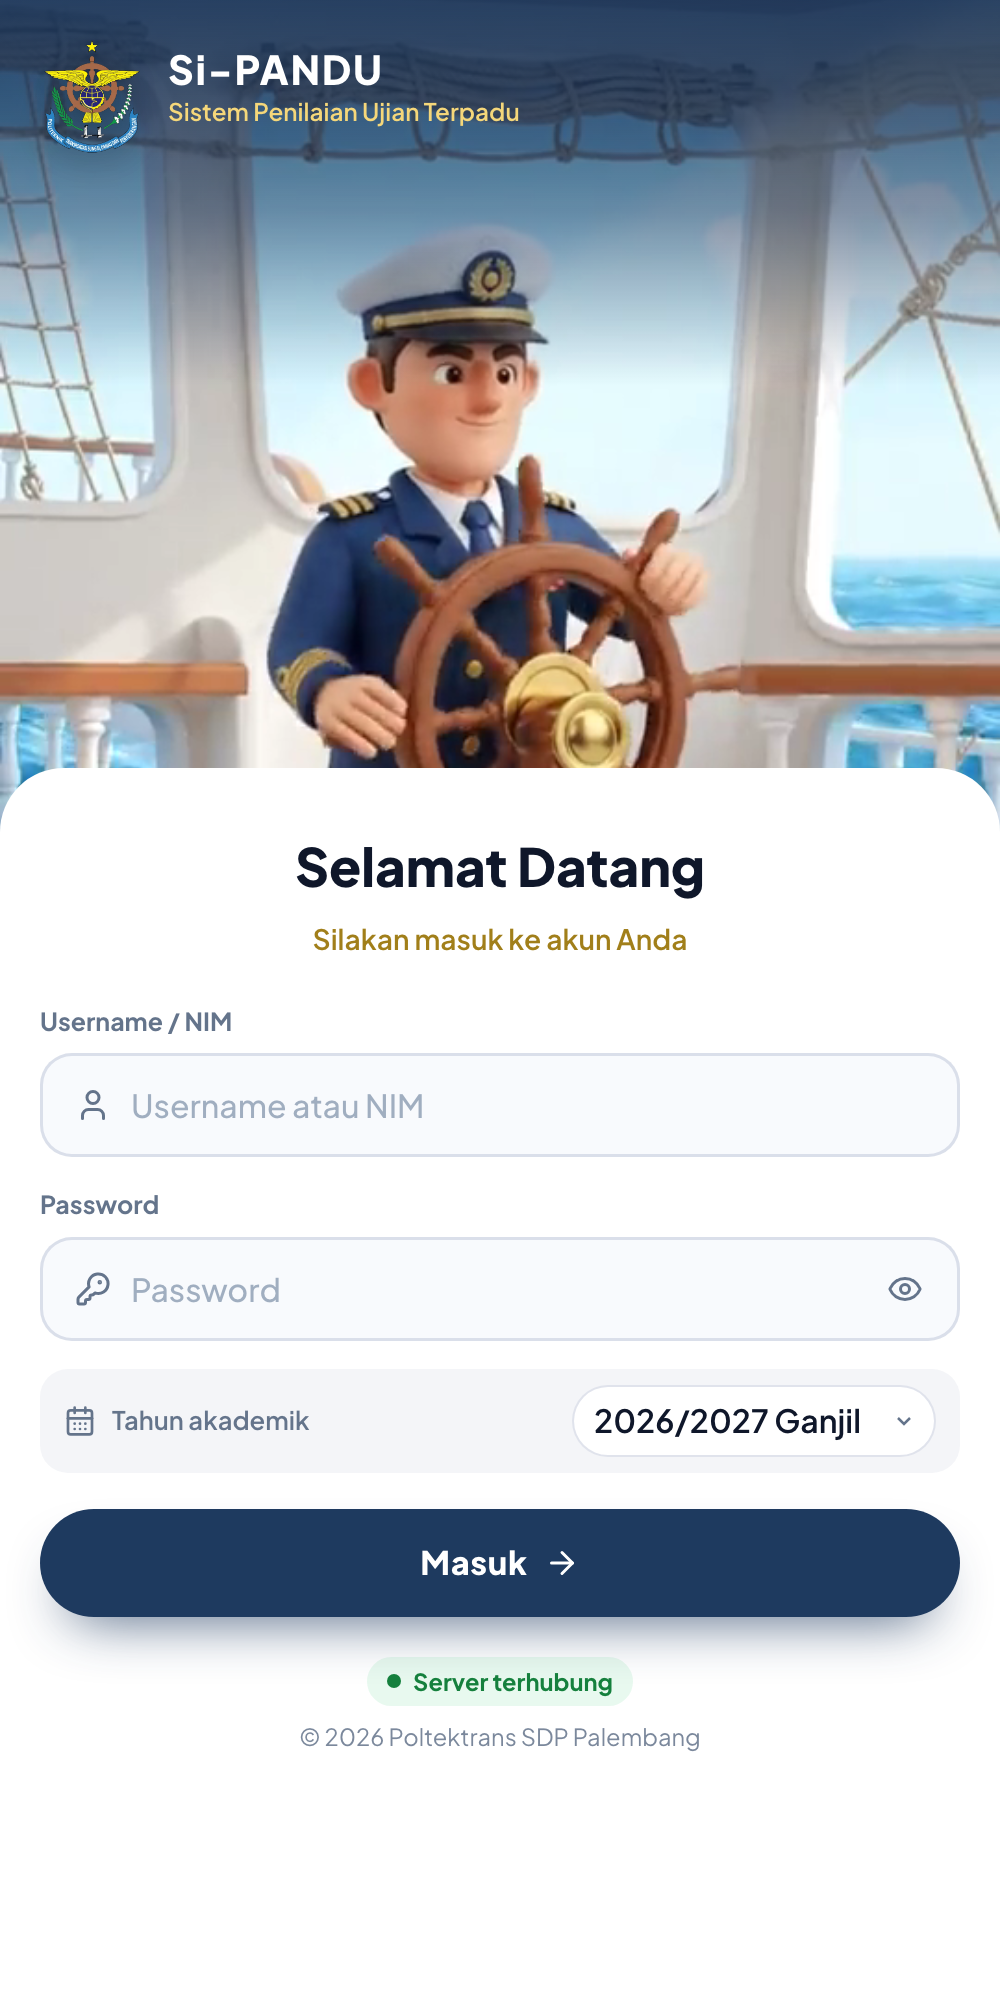 Si-PANDU
Sistem Penilaian Ujian Terpadu
Selamat Datang
Silakan masuk ke akun Anda
Username / NIM
Username atau NIM
Password
Password
Tahun akademik
2026/2027 Ganjil
Masuk
Server terhubung
© 2026 Poltektrans SDP Palembang